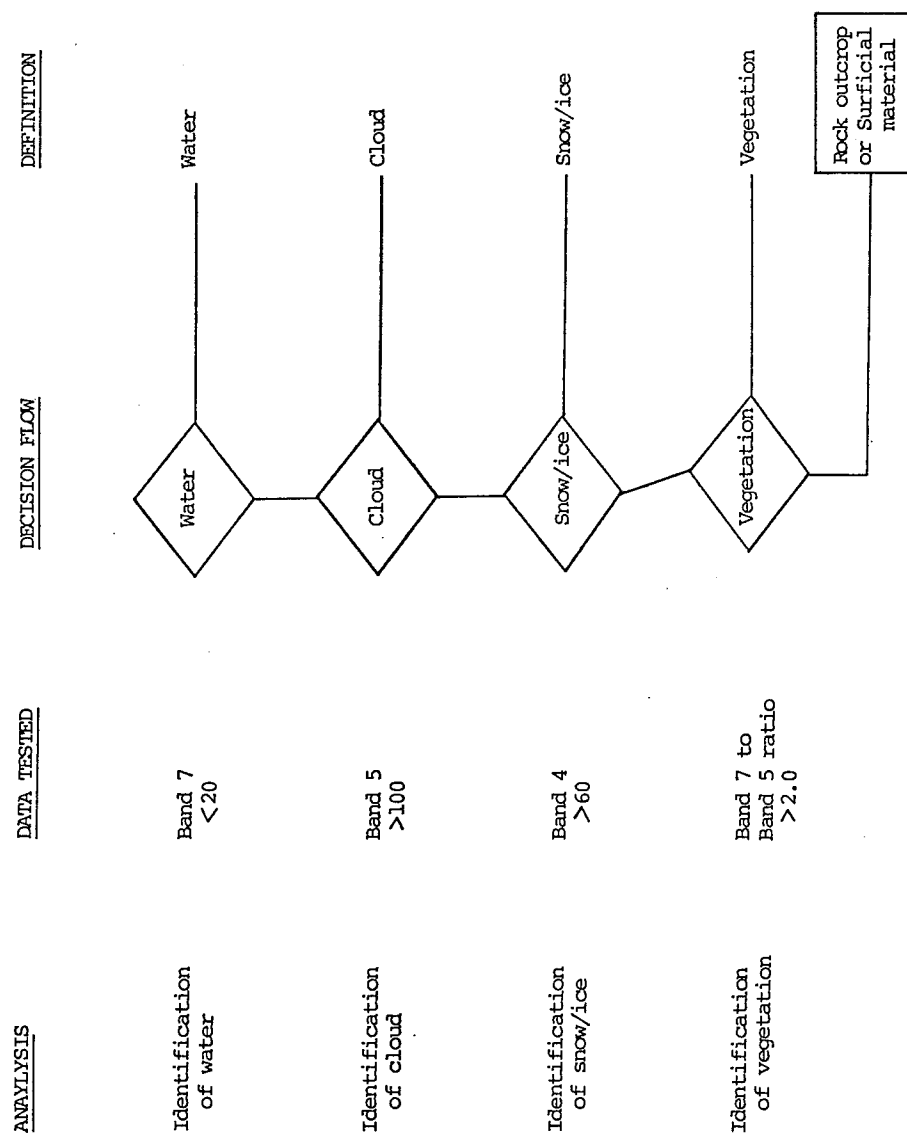 ANAYLYSIS
DATA TESTED
DECISION FLOW
DEFINITION
Identification
of water
Band 7
<20
Water
Water
Identification
of cloud
Band 5
>100
Cloud
Cloud
Identification
of snow/ice
Band 4
>60
Snow/ice
Snow/ice
Identification
of vegetation
Band 7 to
Band 5 ratio
>2.0
Vegetation
Vegetation
Rock outcrop
or Surficial
material